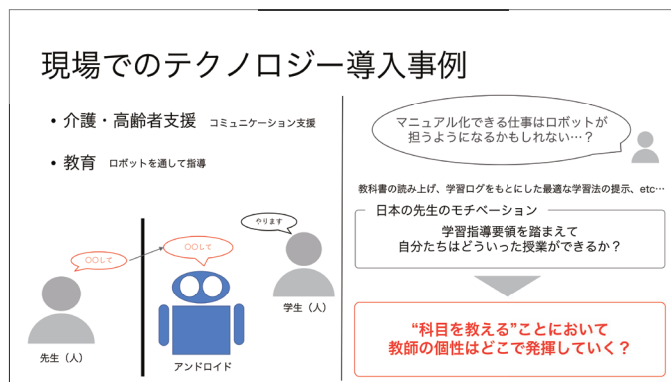 現場でのテクノロジー導入事例
• 介護・高齢者支援 コミュニケーション支援
• 教育 ロボットを通して指導
やります
〇〇して
〇〇して
学生（人）
先生（人）
アンドロイド
マニュアル化できる仕事はロボットが
担うようになるかもしれない…？
教科書の読み上げ、学習ログをもとにした最適な学習法の提示、etc…
日本の先生のモチベーション
学習指導要領を踏まえて
自分たちはどういった授業ができるか？
“科目を教える”ことにおいて
教師の個性はどこで発揮していく？